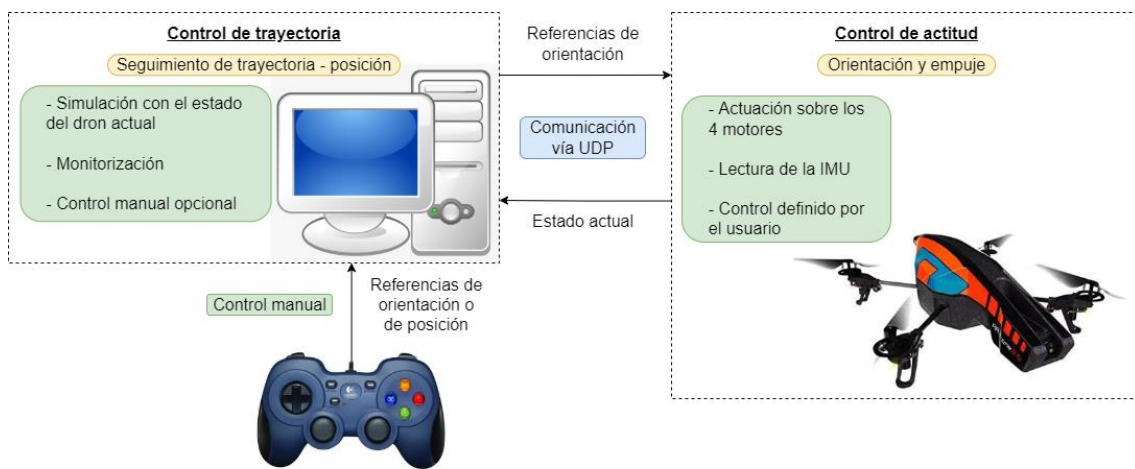 Control de trayectoria
Seguimiento de trayectoria - posición
- Simulación con el estado
del dron actual
- Monitorización
- Control manual opcional
Referencias de
orientación
Comunicación
vía UDP
Estado actual
Control de actitud
Orientación y empuje
- Actuación sobre los
4 motores
- Lectura de la IMU
- Control definido por
el usuario
Control manual
Referencias de
orientación o
de posición